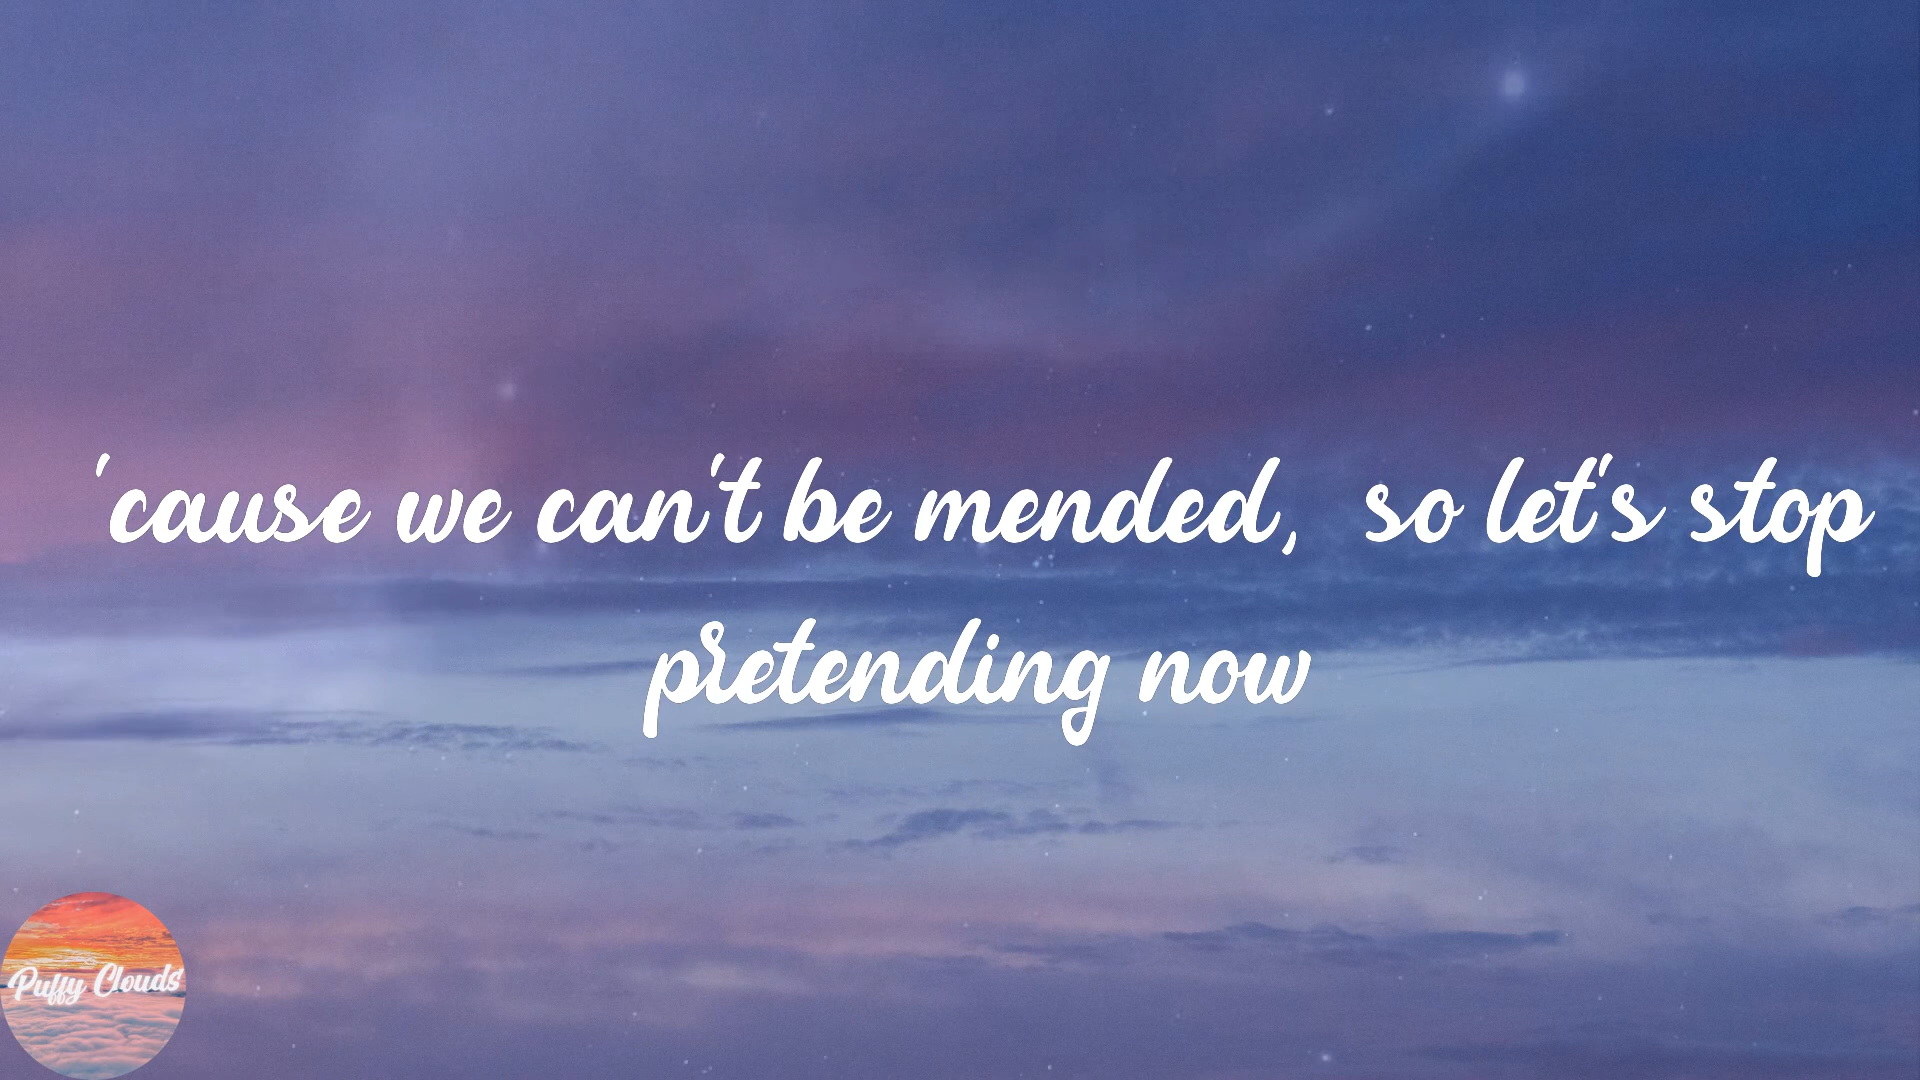 'cause we can't be mended,  so let's stop
pretending now
Puffy Clouds